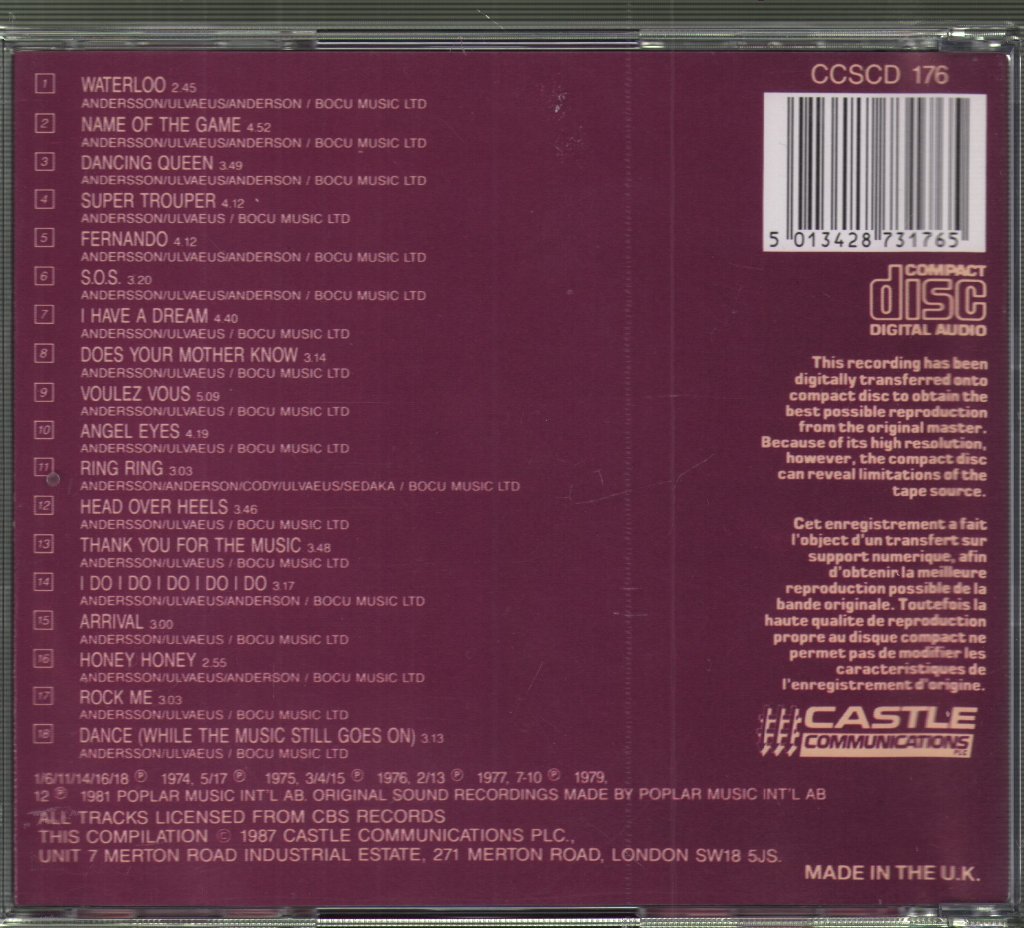 1 WATERLOO 2.45
ANDERSSON/ULVAEUS/ANDERSON / BOCU MUSIC LTD
2 NAME OF THE GAME 4.52
ANDERSSON/ULVAEUS/ANDERSON / BOCU MUSIC LTD
3 DANCING QUEEN 3.49
ANDERSSON/ULVAEUS/ANDERSON / BOCU MUSIC LTD
4 SUPER TROUPER 4.12
ANDERSSON/ULVAEUS / BOCU MUSIC LTD
5 FERNANDO 4.12
ANDERSSON/ULVAEUS/ANDERSON / BOCU MUSIC LTD
6 S.O.S. 3.20
ANDERSSON/ULVAEUS/ANDERSON / BOCU MUSIC LTD
7 I HAVE A DREAM 4.40
ANDERSSON/ULVAEUS / BOCU MUSIC LTD
8 DOES YOUR MOTHER KNOW 3.14
ANDERSSON/ULVAEUS / BOCU MUSIC LTD
9 VOULEZ VOUS 5.09
ANDERSSON/ULVAEUS / BOCU MUSIC LTD
10 ANGEL EYES 4.19
ANDERSSON/ULVAEUS / BOCU MUSIC LTD
11 RING RING 3.03
ANDERSSON/ANDERSON/CODY/ULVAEUS/SEDAKA / BOCU MUSIC LTD
12 HEAD OVER HEELS 3.46
ANDERSSON/ULVAEUS / BOCU MUSIC LTD
13 THANK YOU FOR THE MUSIC 3.48
ANDERSSON/ULVAEUS / BOCU MUSIC LTD
14 I DO I DO I DO I DO I DO 3.17
ANDERSSON/ULVAEUS/ANDERSON / BOCU MUSIC LTD
15 ARRIVAL 3.00
ANDERSSON/ULVAEUS / BOCU MUSIC LTD
16 HONEY HONEY 2.55
ANDERSSON/ULVAEUS/ANDERSON / BOCU MUSIC LTD
17 ROCK ME 3.03
ANDERSSON/ULVAEUS / BOCU MUSIC LTD
18 DANCE (WHILE THE MUSIC STILL GOES ON) 3.13
ANDERSSON/ULVAEUS / BOCU MUSIC LTD
1/6/11/14/16/18 ℗ 1974, 5/17 ℗ 1975, 3/4/15 ℗ 1976, 2/13 ℗ 1977, 7-10 ℗ 1979.
12 ℗ 1981 POPLAR MUSIC INT'L AB. ORIGINAL SOUND RECORDINGS MADE BY POPLAR MUSIC INT'L AB
ALL TRACKS LICENSED FROM CBS RECORDS
THIS COMPILATION © 1987 CASTLE COMMUNICATIONS PLC.,
UNIT 7 MERTON ROAD INDUSTRIAL ESTATE, 271 MERTON ROAD, LONDON SW18 5JS.
CCSCD 176
5 013428 731765
COMPACT
disc
DIGITAL AUDIO
This recording has been
digitally transferred onto
compact disc to obtain the
best possible reproduction
from the original master.
Because of its high resolution,
however, the compact disc
can reveal limitations of the
tape source.
Cet enregistrement a fait
l'object d'un transfert sur
support numerique, afin
d'obtenir la meilleure
reproduction possible de la
bande originale. Toutefois la
haute qualite de reproduction
propre au disque compact ne
permet pas de modifier les
caracteristiques de
l'enregistrement d'origine.
CASTLE
COMMUNICATIONS
PLC
MADE IN THE U.K.